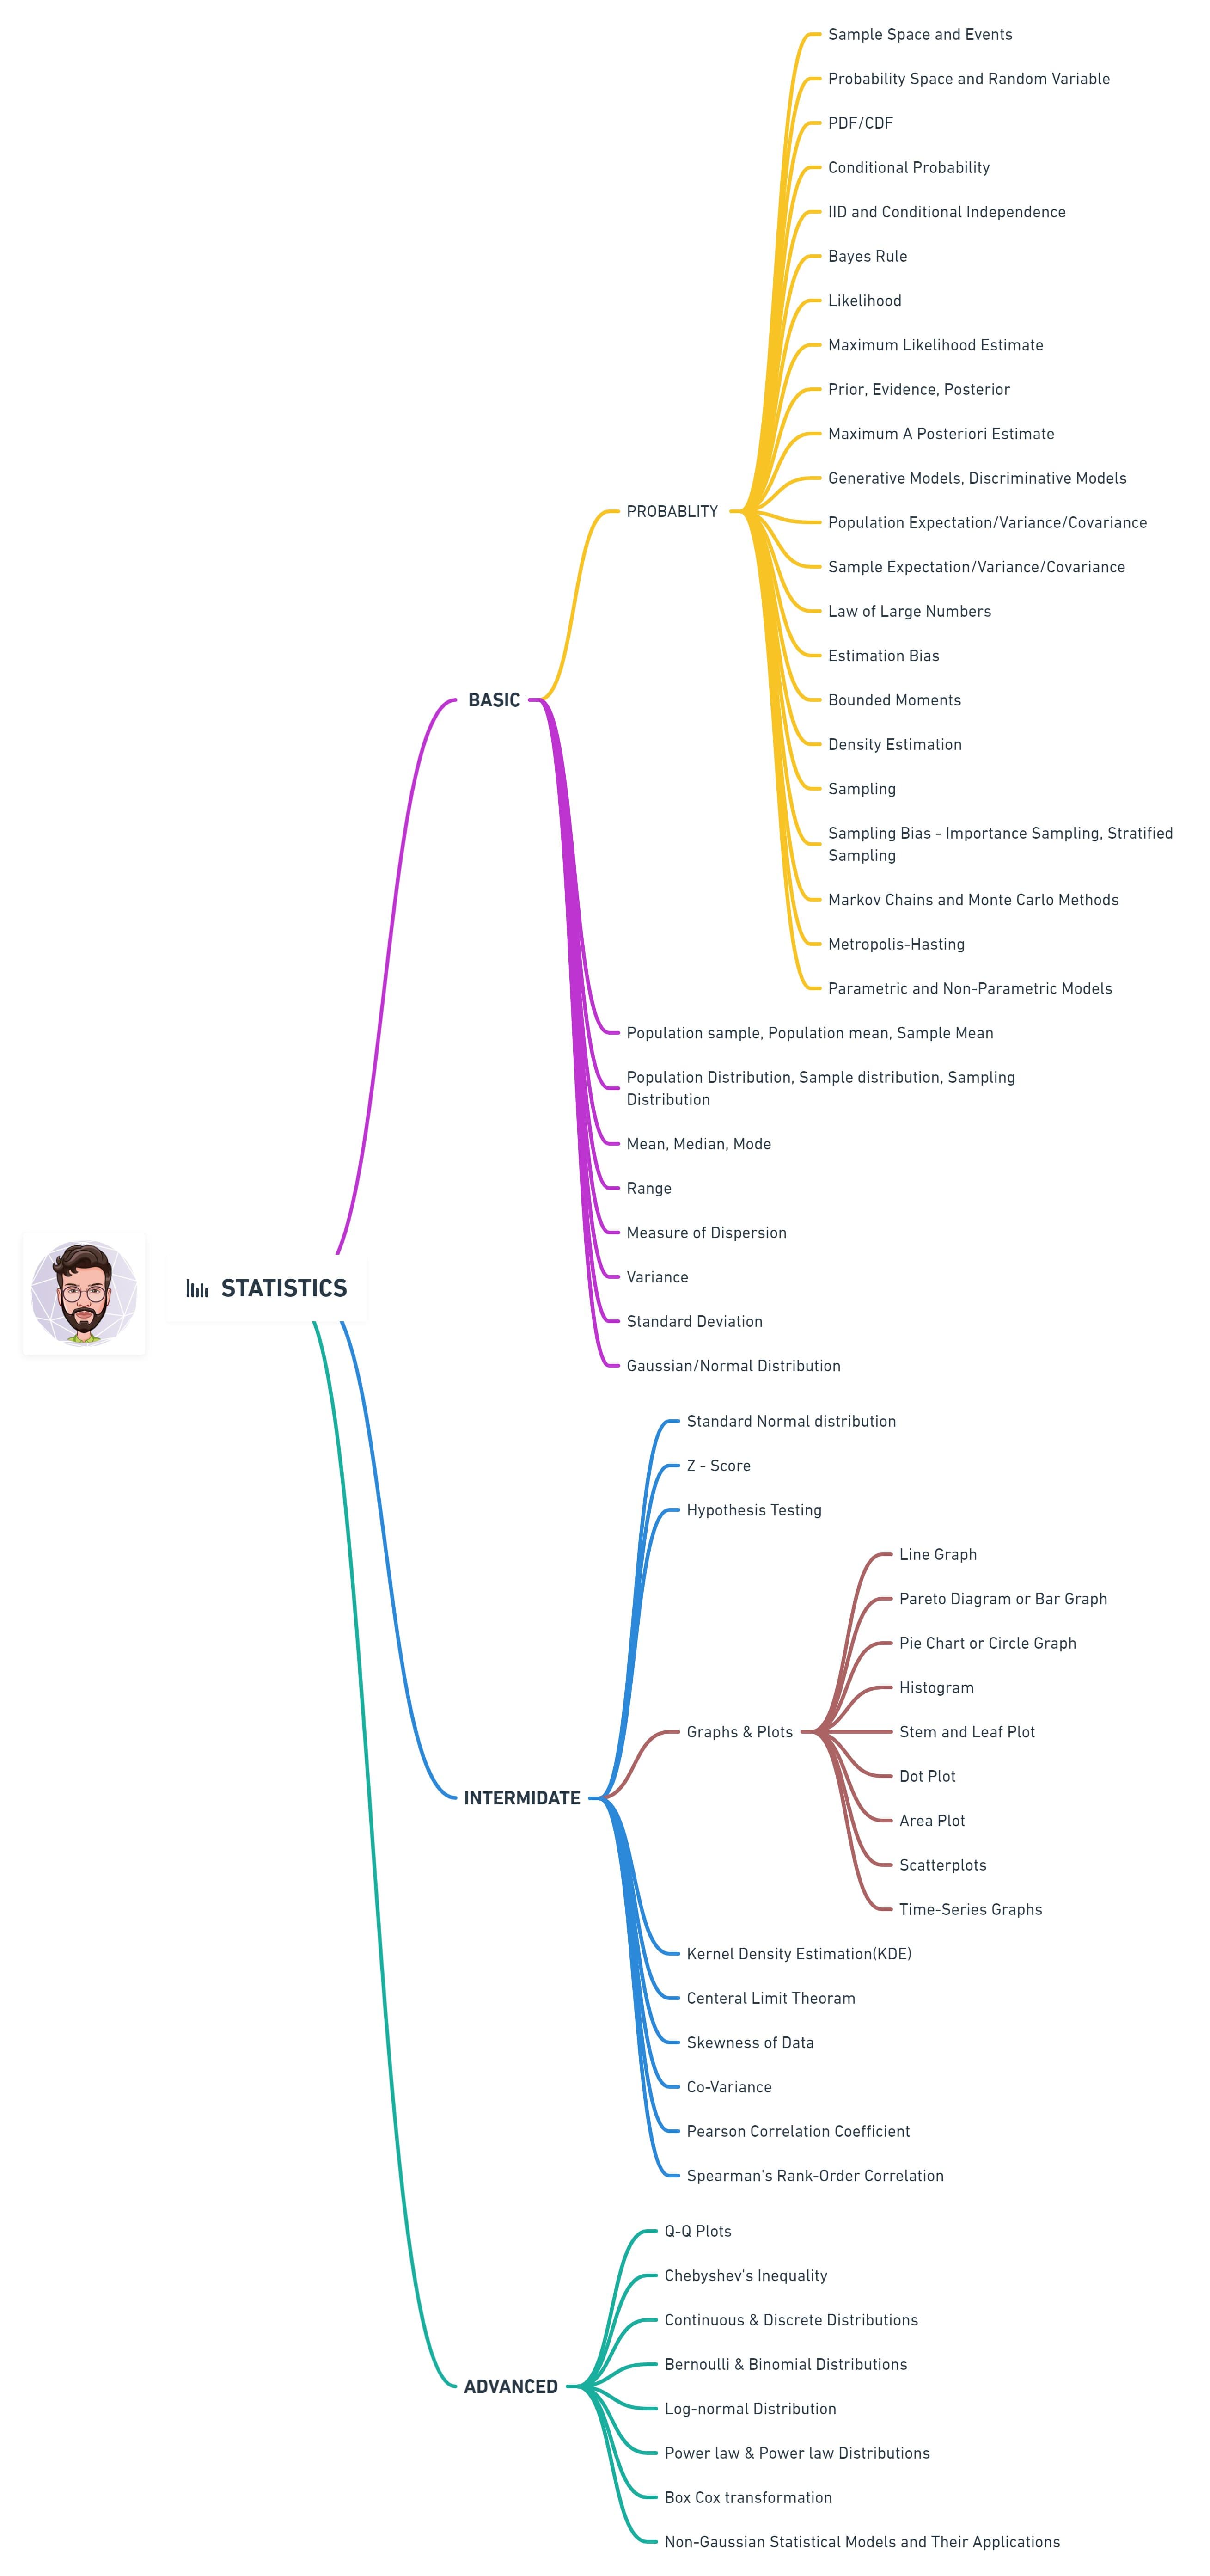 STATISTICS
BASIC
PROBABLITY
Sample Space and Events
Probability Space and Random Variable
PDF/CDF
Conditional Probability
IID and Conditional Independence
Bayes Rule
Likelihood
Maximum Likelihood Estimate
Prior, Evidence, Posterior
Maximum A Posteriori Estimate
Generative Models, Discriminative Models
Population Expectation/Variance/Covariance
Sample Expectation/Variance/Covariance
Law of Large Numbers
Estimation Bias
Bounded Moments
Density Estimation
Sampling
Sampling Bias - Importance Sampling, Stratified
Sampling
Markov Chains and Monte Carlo Methods
Metropolis-Hasting
Parametric and Non-Parametric Models
Population sample, Population mean, Sample Mean
Population Distribution, Sample distribution, Sampling
Distribution
Mean, Median, Mode
Range
Measure of Dispersion
Variance
Standard Deviation
Gaussian/Normal Distribution
INTERMIDATE
Standard Normal distribution
Z - Score
Hypothesis Testing
Graphs & Plots
Line Graph
Pareto Diagram or Bar Graph
Pie Chart or Circle Graph
Histogram
Stem and Leaf Plot
Dot Plot
Area Plot
Scatterplots
Time-Series Graphs
Kernel Density Estimation(KDE)
Centeral Limit Theoram
Skewness of Data
Co-Variance
Pearson Correlation Coefficient
Spearman's Rank-Order Correlation
ADVANCED
Q-Q Plots
Chebyshev's Inequality
Continuous & Discrete Distributions
Bernoulli & Binomial Distributions
Log-normal Distribution
Power law & Power law Distributions
Box Cox transformation
Non-Gaussian Statistical Models and Their Applications